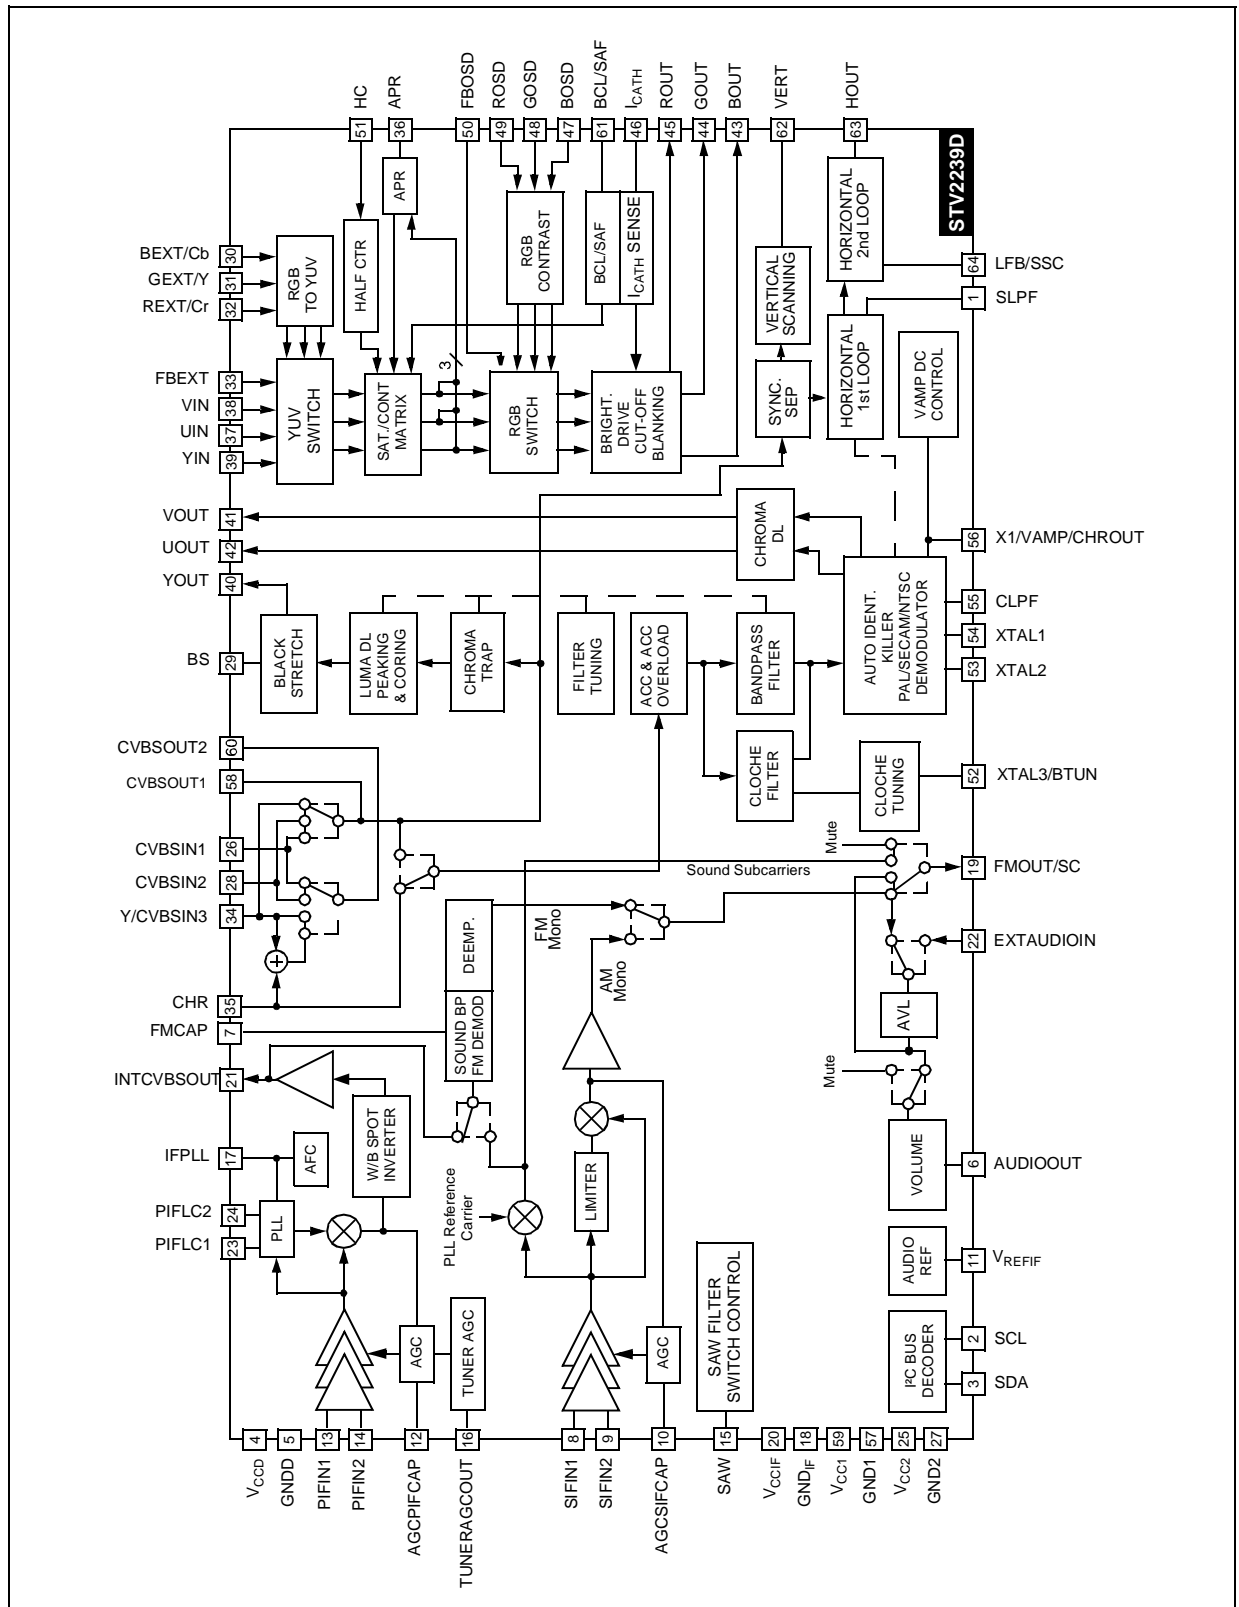 HC
APR
FBOSD
ROSD
GOSD
BOSD
BCL/SAF
ICATH
ROUT
GOUT
BOUT
VERT
HOUT
51
36
50
49
48
47
61
46
45
44
43
62
63
STV2239D
BEXT/Cb
30
GEXT/Y
31
REXT/Cr
32
RGB
TO YUV
HALF CTR
APR
RGB
CONTRAST
BCL/SAF
ICATH SENSE
VERTICAL
SCANNING
HORIZONTAL
2nd LOOP
64
LFB/SSC
1
SLPF
FBEXT
33
VIN
38
UIN
37
YIN
39
YUV
SWITCH
SAT./CONT
MATRIX
3
RGB
SWITCH
BRIGHT.
DRIVE
CUT-OFF
BLANKING
SYNC.
SEP
HORIZONTAL
1st LOOP
VAMP DC
CONTROL
VOUT
41
UOUT
42
YOUT
40
CHROMA
DL
56
X1/VAMP/CHROUT
55
CLPF
54
XTAL1
53
XTAL2
BS
29
BLACK
STRETCH
LUMA DL
PEAKING
& CORING
CHROMA
TRAP
FILTER
TUNING
ACC & ACC
OVERLOAD
BANDPASS
FILTER
AUTO IDENT.
KILLER
PAL/SECAM/NTSC
DEMODULATOR
CVBSOUT2
60
CVBSOUT1
58
CLOCHE
FILTER
CLOCHE
TUNING
52
XTAL3/BTUN
CVBSIN1
26
CVBSIN2
28
Y/CVBSIN3
34
CHR
35
FMCAP
7
Mute
Sound Subcarriers
19
FMOUT/SC
DEEMP.
SOUND BP
FM DEMOD
FM
Mono
AM
Mono
22
EXTAUDIOIN
AVL
INTCVBSOUT
21
Mute
IFPLL
17
AFC
W/B SPOT
INVERTER
LIMITER
VOLUME
6
AUDIOOUT
PIFLC2
24
PIFLC1
23
PLL
PLL Reference
Carrier
AUDIO
REF
11
VREFIF
AGC
TUNER AGC
AGC
SAW FILTER
SWITCH CONTROL
I²C BUS
DECODER
2
SCL
3
SDA
4
5
13
14
12
16
8
9
10
15
20
18
59
57
25
27
VCCD
GNDD
PIFIN1
PIFIN2
AGCPIFCAP
TUNERAGCOUT
SIFIN1
SIFIN2
AGCSIFCAP
SAW
VCCIF
GNDIF
VCC1
GND1
VCC2
GND2